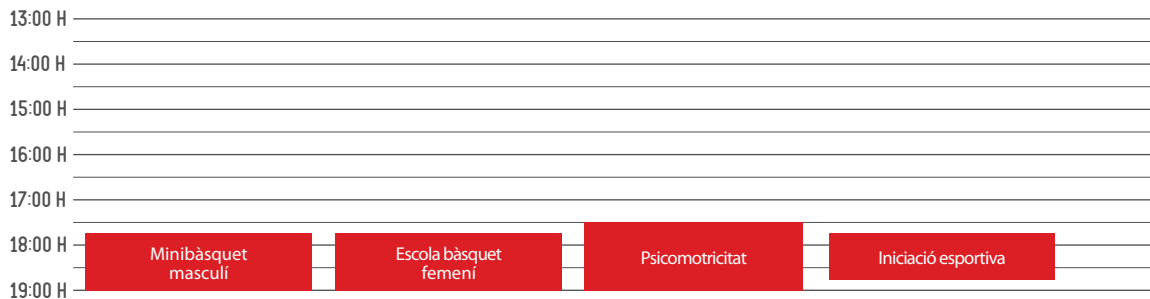 13:00 H
14:00 H
15:00 H
16:00 H
17:00 H
18:00 H
19:00 H
Minibàsquet
masculí
Escola bàsquet
femení
Psicomotricitat
Iniciació esportiva